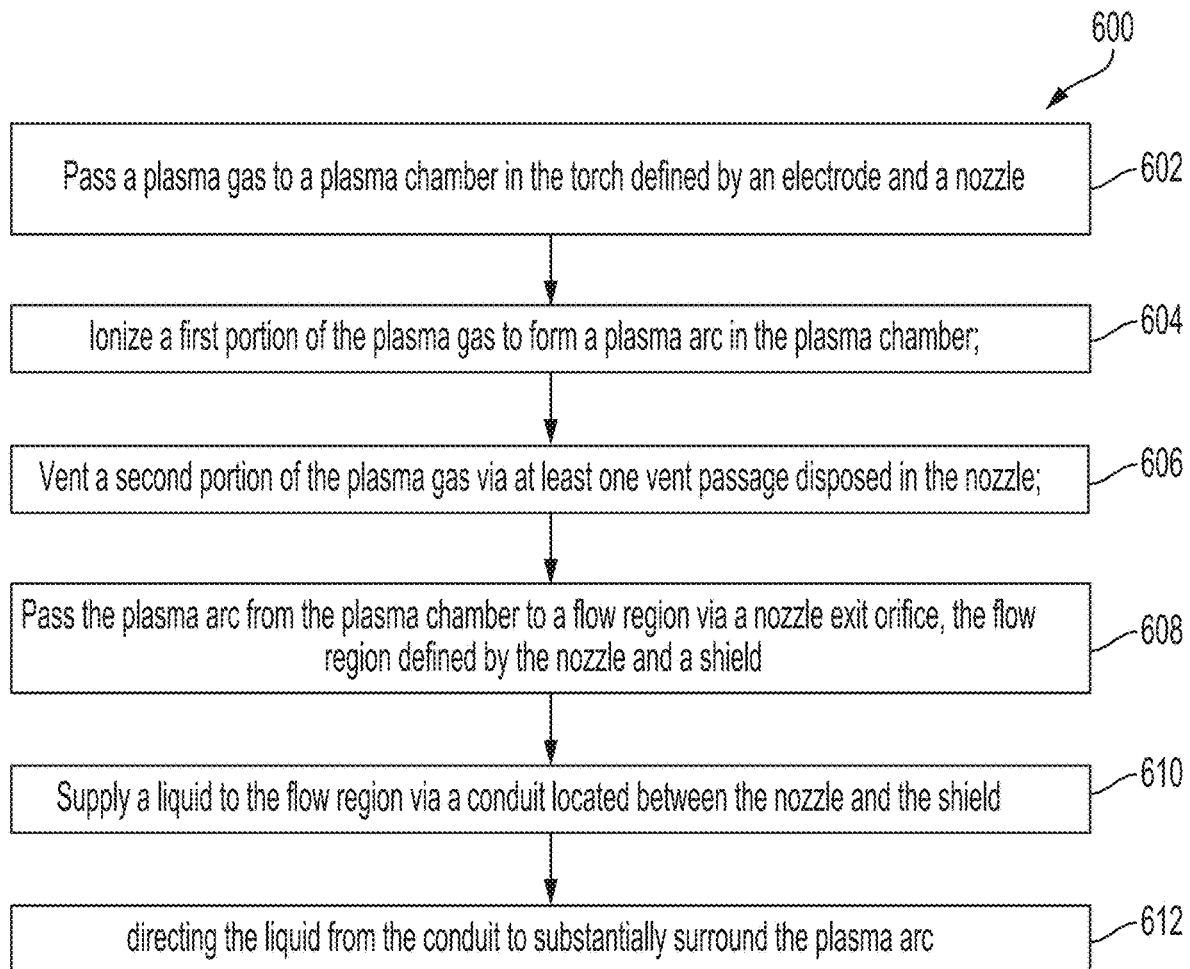 600
Pass a plasma gas to a plasma chamber in the torch defined by an electrode and a nozzle
602
Ionize a first portion of the plasma gas to form a plasma arc in the plasma chamber;
604
Vent a second portion of the plasma gas via at least one vent passage disposed in the nozzle;
606
Pass the plasma arc from the plasma chamber to a flow region via a nozzle exit orifice, the flow
region defined by the nozzle and a shield
608
Supply a liquid to the flow region via a conduit located between the nozzle and the shield
610
directing the liquid from the conduit to substantially surround the plasma arc
612